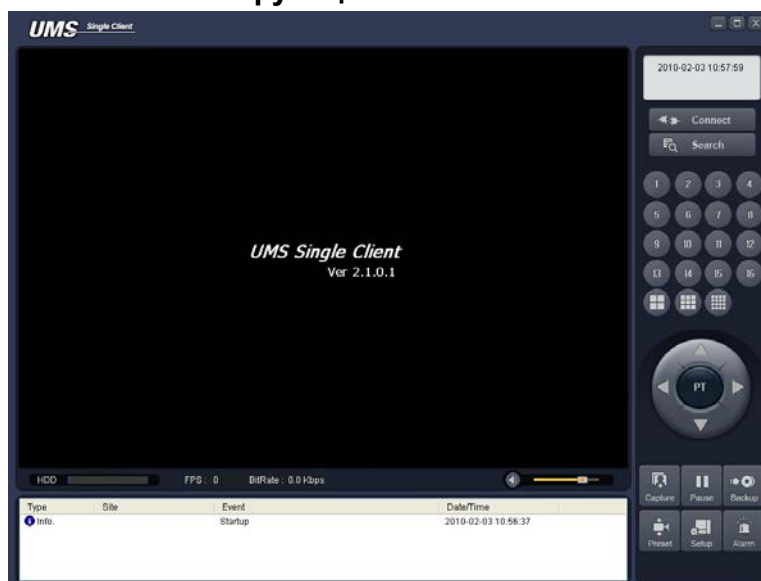 UMS Single Client
2010-02-03 10:57:59
Connect
Search
1 2 3 4
5 6 7 8
9 10 11 12
13 14 15 16
UMS Single Client
Ver 2.1.0.1
PT
HDD FPS : 0 BitRate : 0.0 Kbps
Capture Pause Backup
Type Site Event Date/Time
Info. Startup 2010-02-03 10:56:37
Preset Setup Alarm